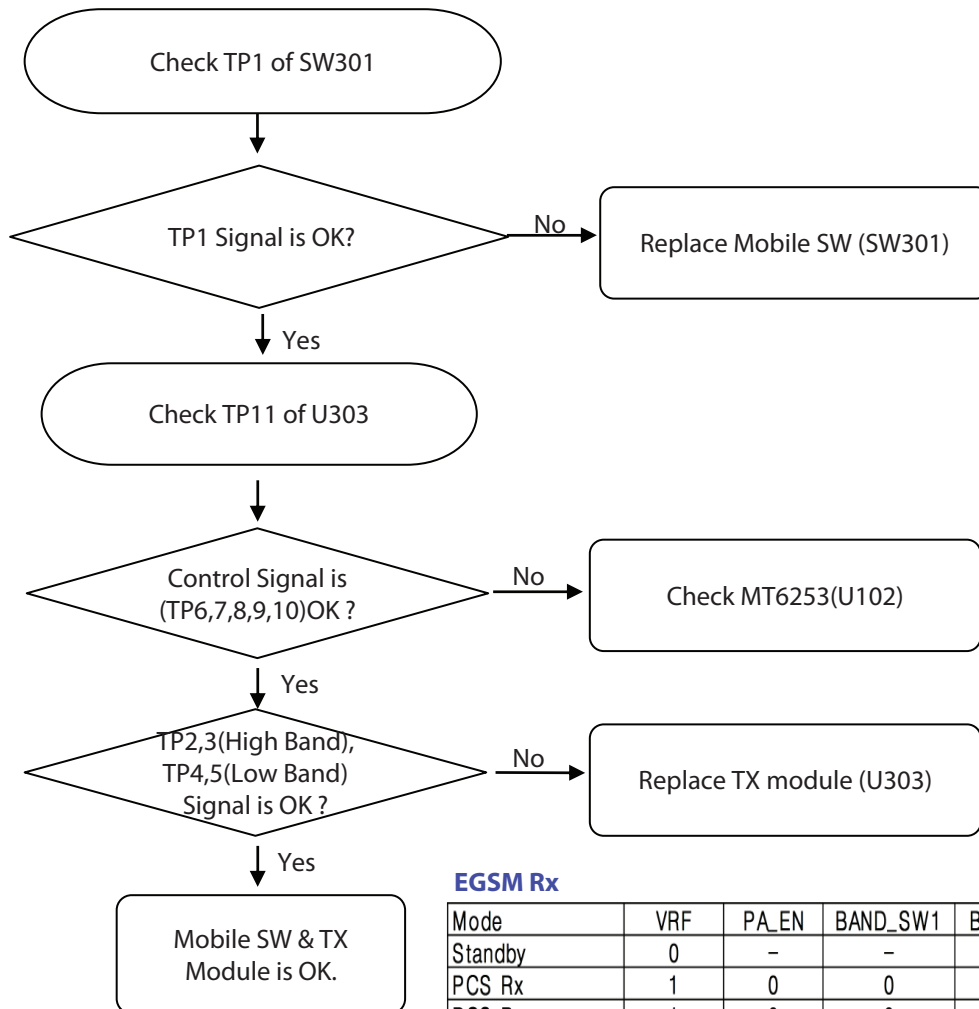 Check TP1 of SW301
TP1 Signal is OK?
No
Replace Mobile SW (SW301)
Yes
Check TP11 of U303
Control Signal is
(TP6,7,8,9,10)OK ?
No
Check MT6253(U102)
Yes
TP2,3(High Band),
TP4,5(Low Band)
Signal is OK ?
No
Replace TX module (U303)
Yes
Mobile SW & TX
Module is OK.
EGSM Rx
Mode VRF PA_EN BAND_SW1
Standby 0 – –
PCS Rx 1 0 0